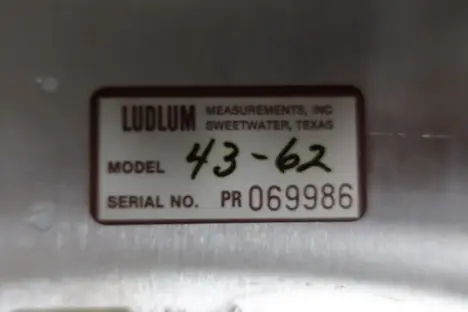 LUDLUM MEASUREMENTS, INC
SWEETWATER, TEXAS
MODEL 43-62
SERIAL NO. PR 069986